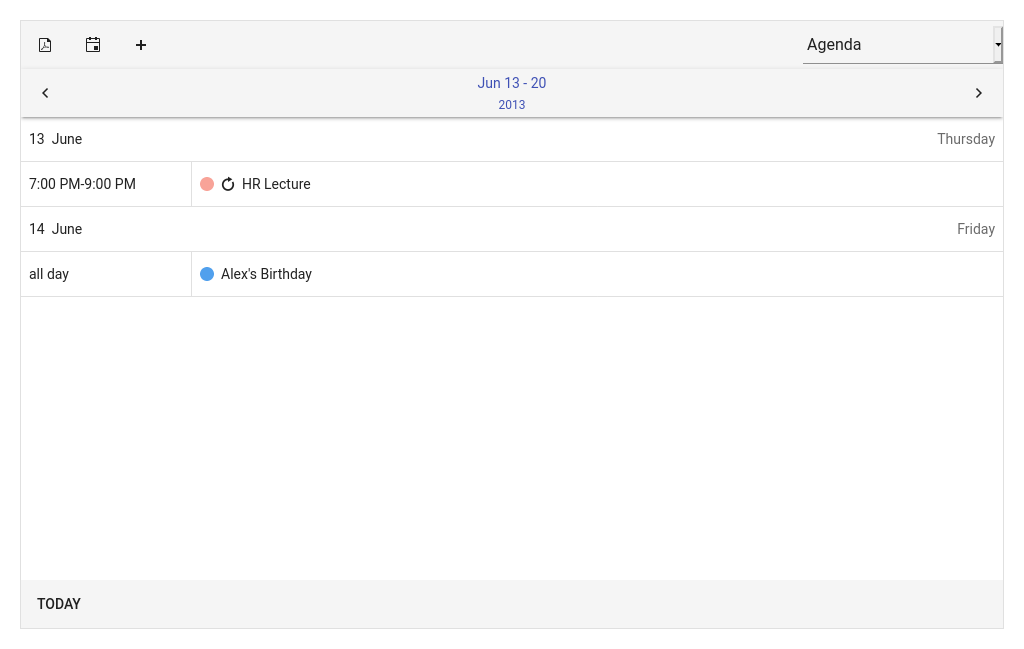 Agenda
Jun 13 - 20
2013
13 June Thursday
7:00 PM-9:00 PM HR Lecture
14 June Friday
all day Alex's Birthday
TODAY